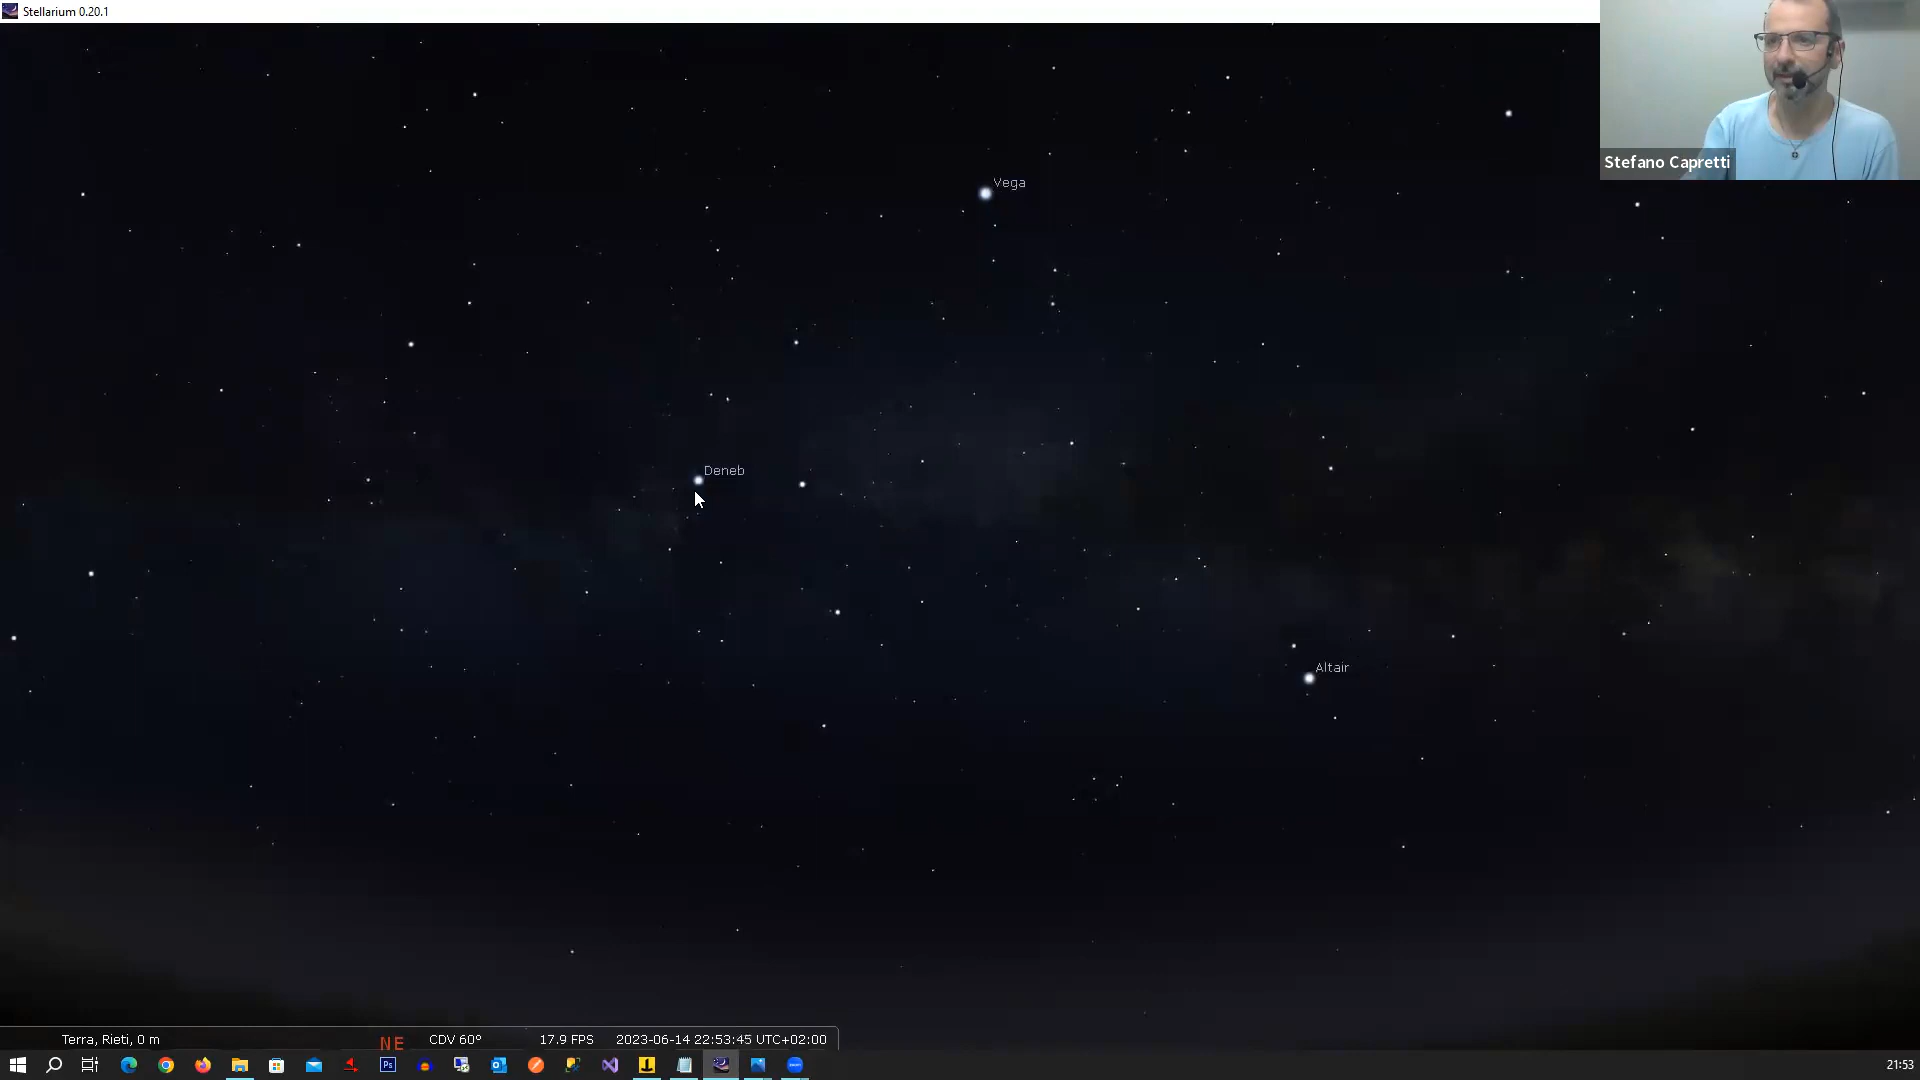 Stellarium 0.20.1
Stefano Capretti
Vega
Deneb
Altair
Terra, Rieti, 0 m
NE
CDV 60°
17.9 FPS
2023-06-14 22:53:45 UTC+02:00
Ps
21:53